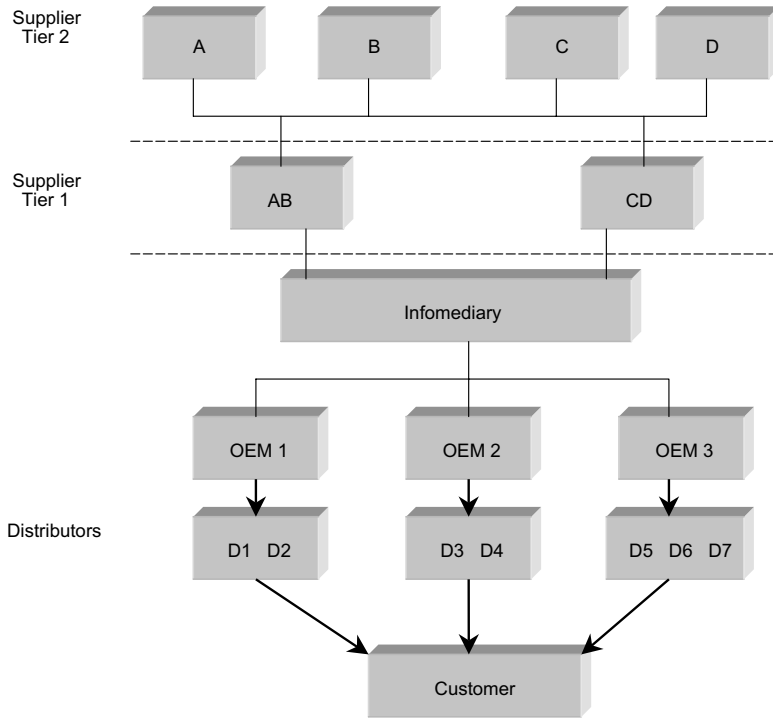 Supplier
Tier 2
A
B
C
D
Supplier
Tier 1
AB
CD
Infomediary
OEM 1
OEM 2
OEM 3
Distributors
D1 D2
D3 D4
D5 D6 D7
Customer